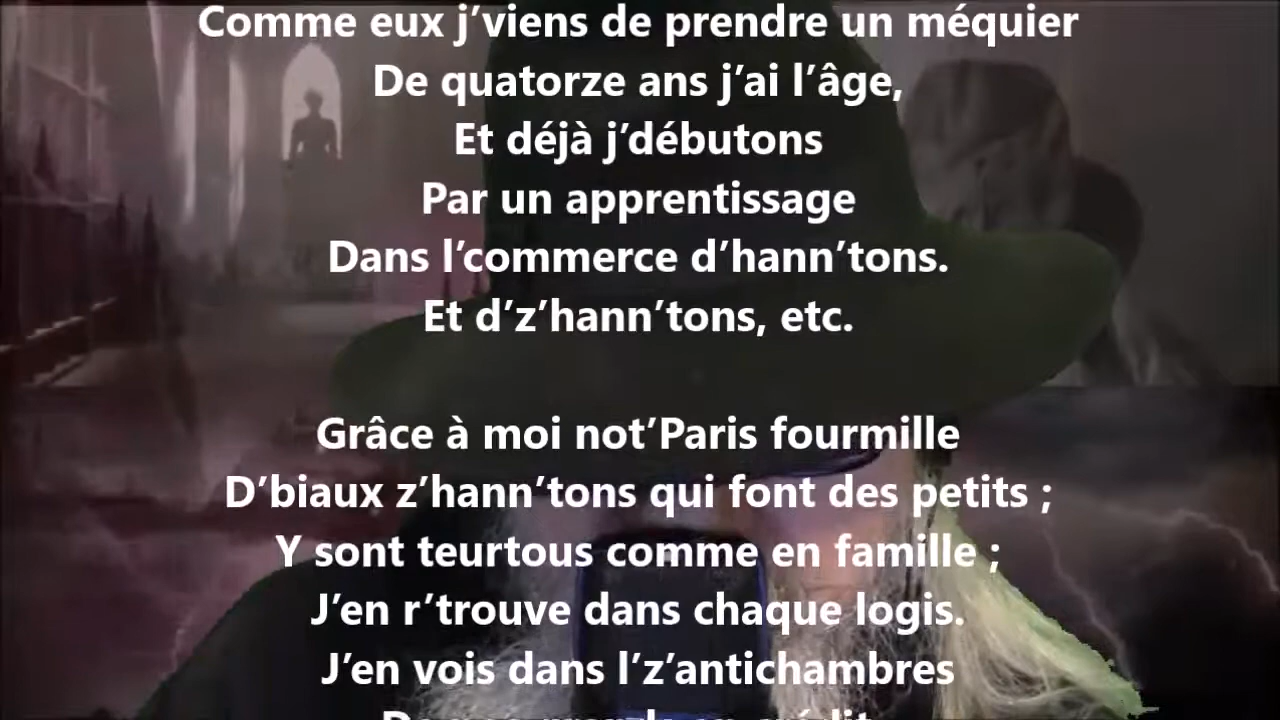 Comme eux j’viens de prendre un méquier
De quatorze ans j’ai l’âge,
Et déjà j’débutons
Par un apprentissage
Dans l’commerce d’hann’tons.
Et d’z’hann’tons, etc.
Grâce à moi not’Paris fourmille
D’biaux z’hann’tons qui font des petits ;
Y sont teurtous comme en famille ;
J’en r’trouve dans chaque logis.
J’en vois dans l’z’antichambres